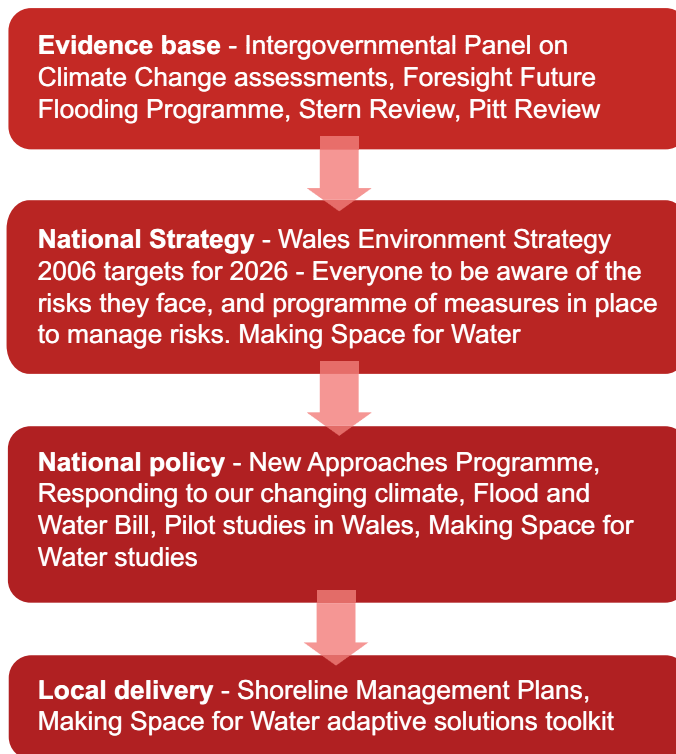 Evidence base - Intergovernmental Panel on
Climate Change assessments, Foresight Future
Flooding Programme, Stern Review, Pitt Review
National Strategy - Wales Environment Strategy
2006 targets for 2026 - Everyone to be aware of the
risks they face, and programme of measures in place
to manage risks. Making Space for Water
National policy - New Approaches Programme,
Responding to our changing climate, Flood and
Water Bill, Pilot studies in Wales, Making Space for
Water studies
Local delivery - Shoreline Management Plans,
Making Space for Water adaptive solutions toolkit